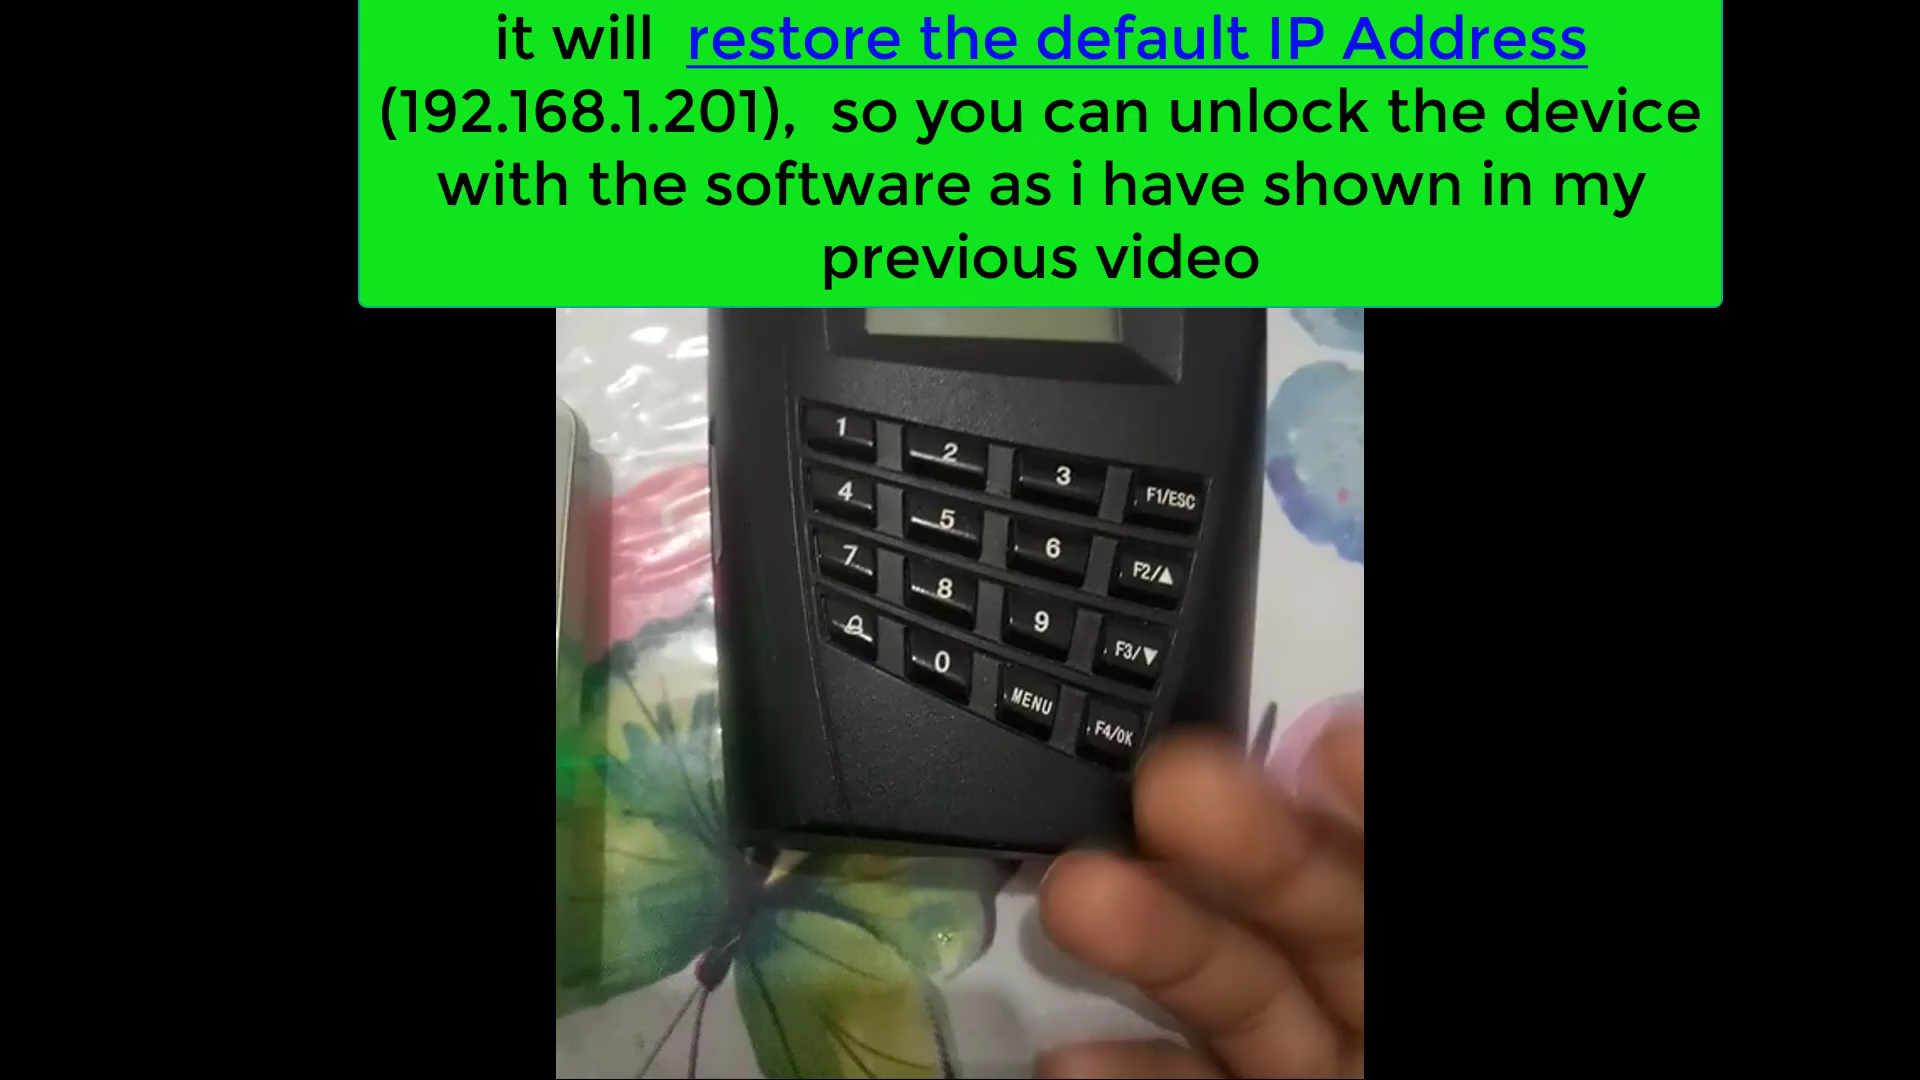 it will restore the default IP Address
(192.168.1.201), so you can unlock the device
with the software as i have shown in my
previous video
1
2
3
F1/ESC
4
5
6
F2/▲
7
8
9
F3/▼
0
MENU
F4/OK